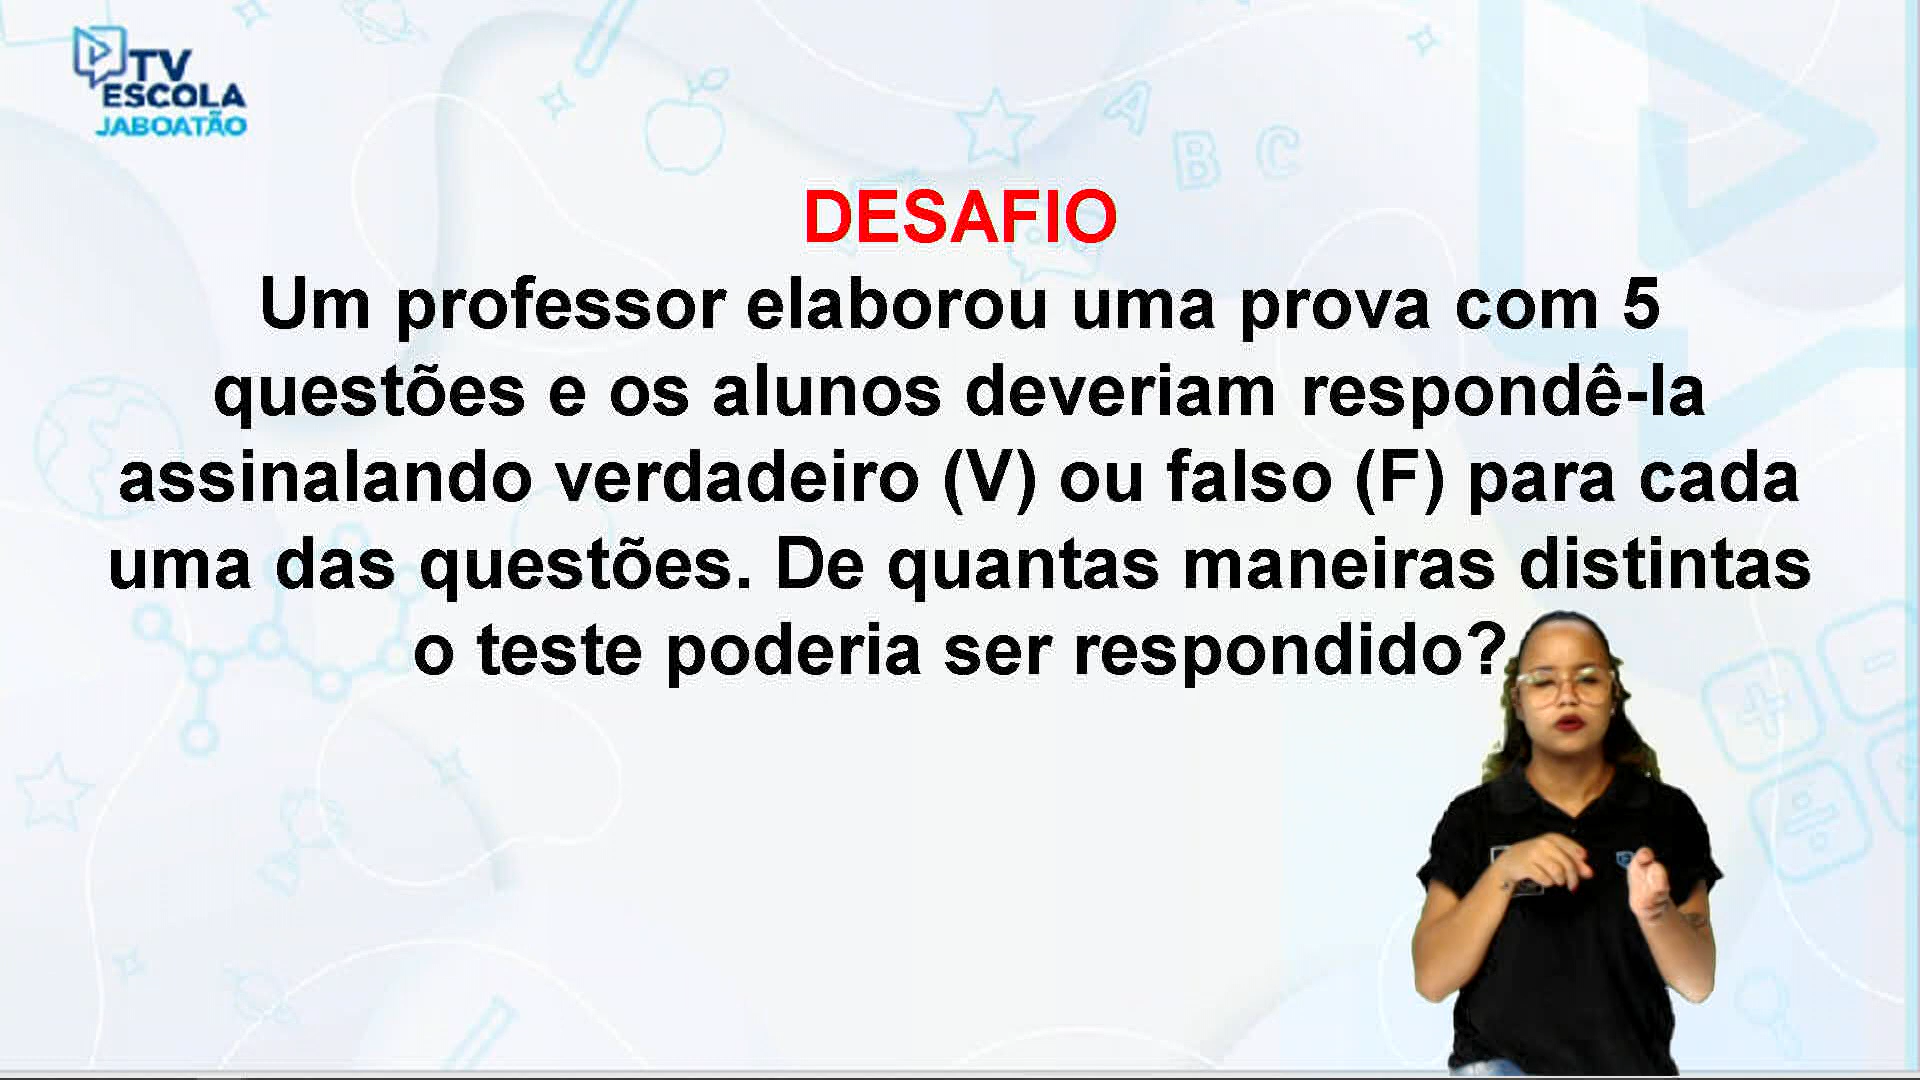 TV
ESCOLA
JABOATÃO
A B C
DESAFIO
Um professor elaborou uma prova com 5
questões e os alunos deveriam respondê-la
assinalando verdadeiro (V) ou falso (F) para cada
uma das questões. De quantas maneiras distintas
o teste poderia ser respondido?